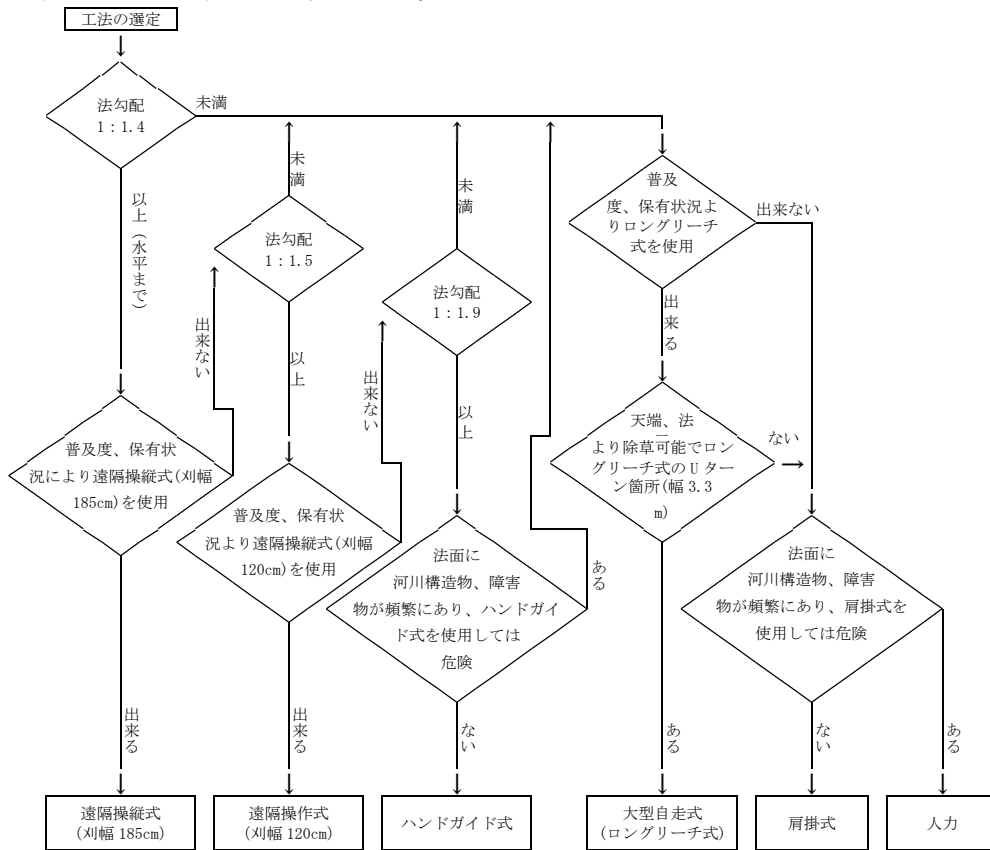 工法の選定
法勾配
1：1.4
未満
以上（水平まで）
普及度、保有状
況により遠隔操縦式(刈幅
185cm)を使用
出来ない
出来る
法勾配
1：1.5
未満
以上
普及度、保有状
況より遠隔操縦式(刈幅
120cm)を使用
出来ない
出来る
法勾配
1：1.9
未満
以上
法面に
河川構造物、障害
物が頻繁にあり、ハンドガイ
ド式を使用しては
危険
ある
ない
普及
度、保有状況よ
りロングリーチ
式を使用
出来ない
出来る
天端、法
より除草可能でロン
グリーチ式のUター
ン箇所(幅3.3
m)
ない
ある
法面に
河川構造物、障害
物が頻繁にあり、肩掛式を
使用しては危険
ない
ある
遠隔操縦式
(刈幅185cm)
遠隔操作式
(刈幅120cm)
ハンドガイド式
大型自走式
(ロングリーチ式)
肩掛式
人力